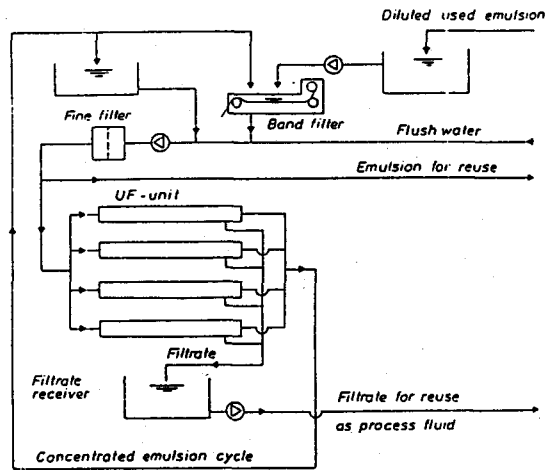 Diluted used emulsion
Fine filter
Band filter
Flush water
Emulsion for reuse
UF-unit
Filtrate
Filtrate
receiver
Filtrate for reuse
as process fluid
Concentrated emulsion cycle